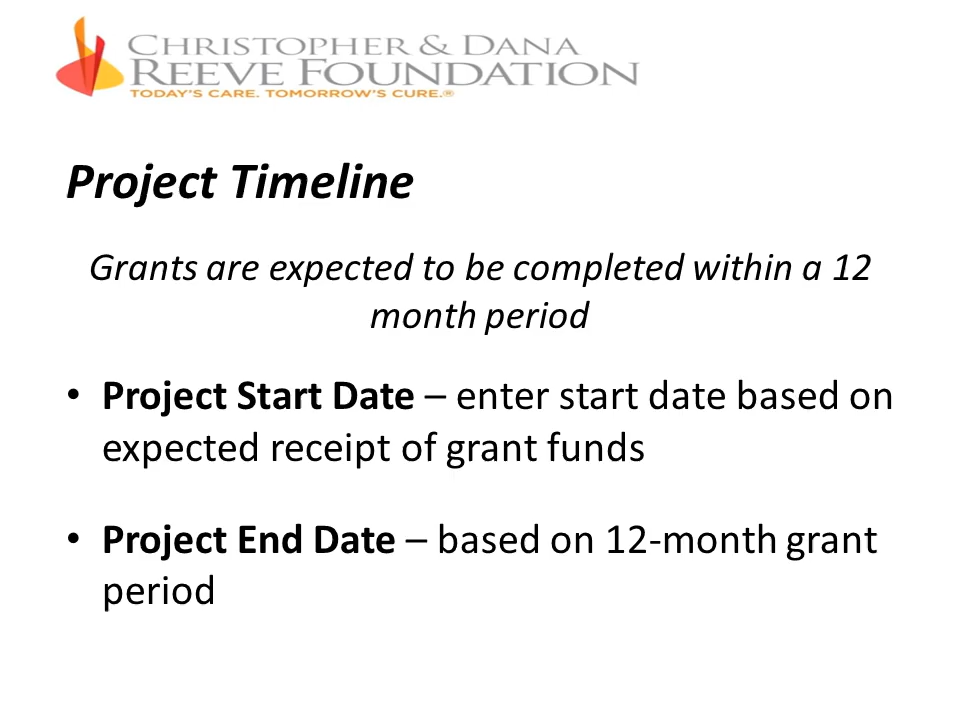 CHRISTOPHER & DANA
REEVE FOUNDATION
TODAY'S CARE. TOMORROW'S CURE.®
Project Timeline
Grants are expected to be completed within a 12
month period
• Project Start Date – enter start date based on
expected receipt of grant funds
• Project End Date – based on 12-month grant
period